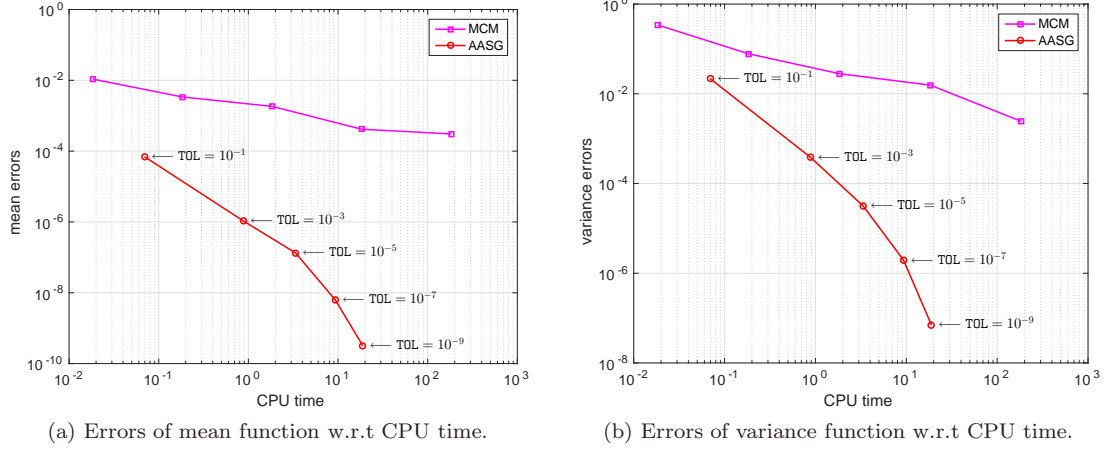 10^0
10^-2
10^-4
10^-6
10^-8
10^-10
mean errors
10^-2
10^-1
10^0
10^1
10^2
10^3
CPU time
MCM
AASG
TOL = 10^-1
TOL = 10^-3
TOL = 10^-5
TOL = 10^-7
TOL = 10^-9
(a) Errors of mean function w.r.t CPU time.
10^0
10^-2
10^-4
10^-6
10^-8
variance errors
10^-2
10^-1
10^0
10^1
10^2
10^3
CPU time
MCM
AASG
TOL = 10^-1
TOL = 10^-3
TOL = 10^-5
TOL = 10^-7
TOL = 10^-9
(b) Errors of variance function w.r.t CPU time.